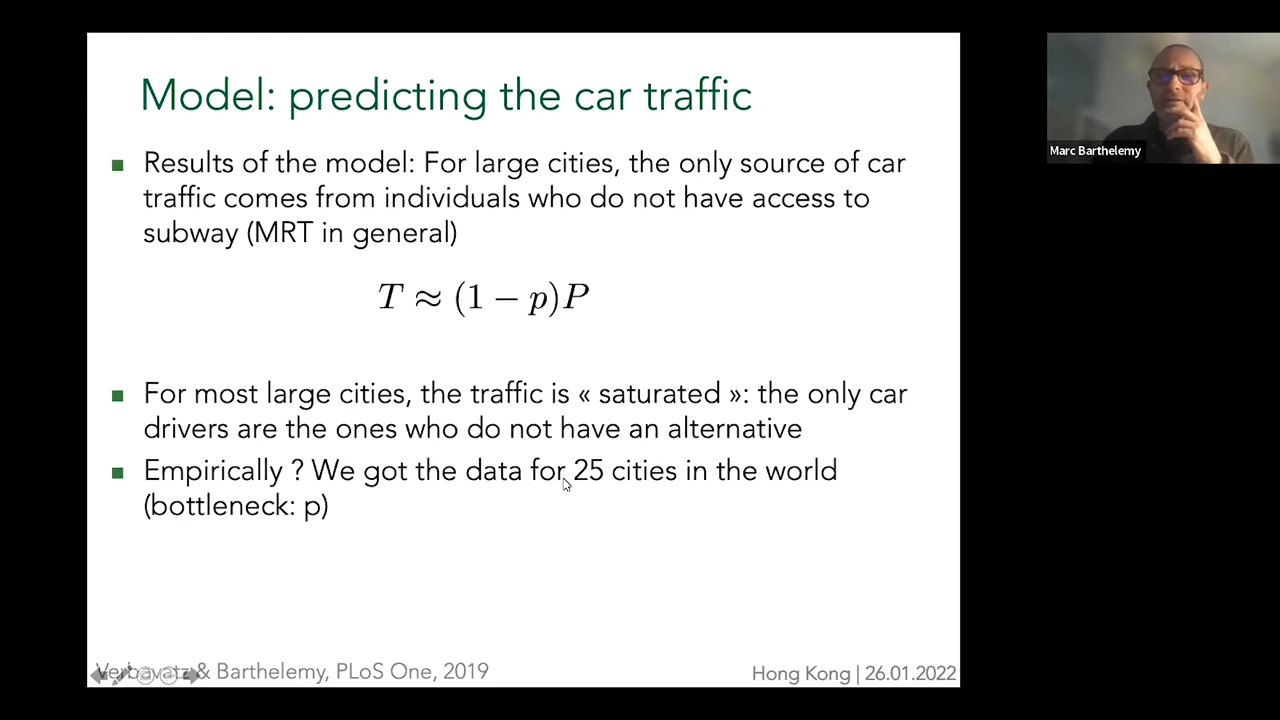 Model: predicting the car traffic
Results of the model: For large cities, the only source of car
traffic comes from individuals who do not have access to
subway (MRT in general)
T ≈ (1 − p)P
For most large cities, the traffic is « saturated »: the only car
drivers are the ones who do not have an alternative
Empirically ? We got the data for 25 cities in the world
(bottleneck: p)
Verbavatz & Barthelemy, PLoS One, 2019
Hong Kong | 26.01.2022
Marc Barthelemy